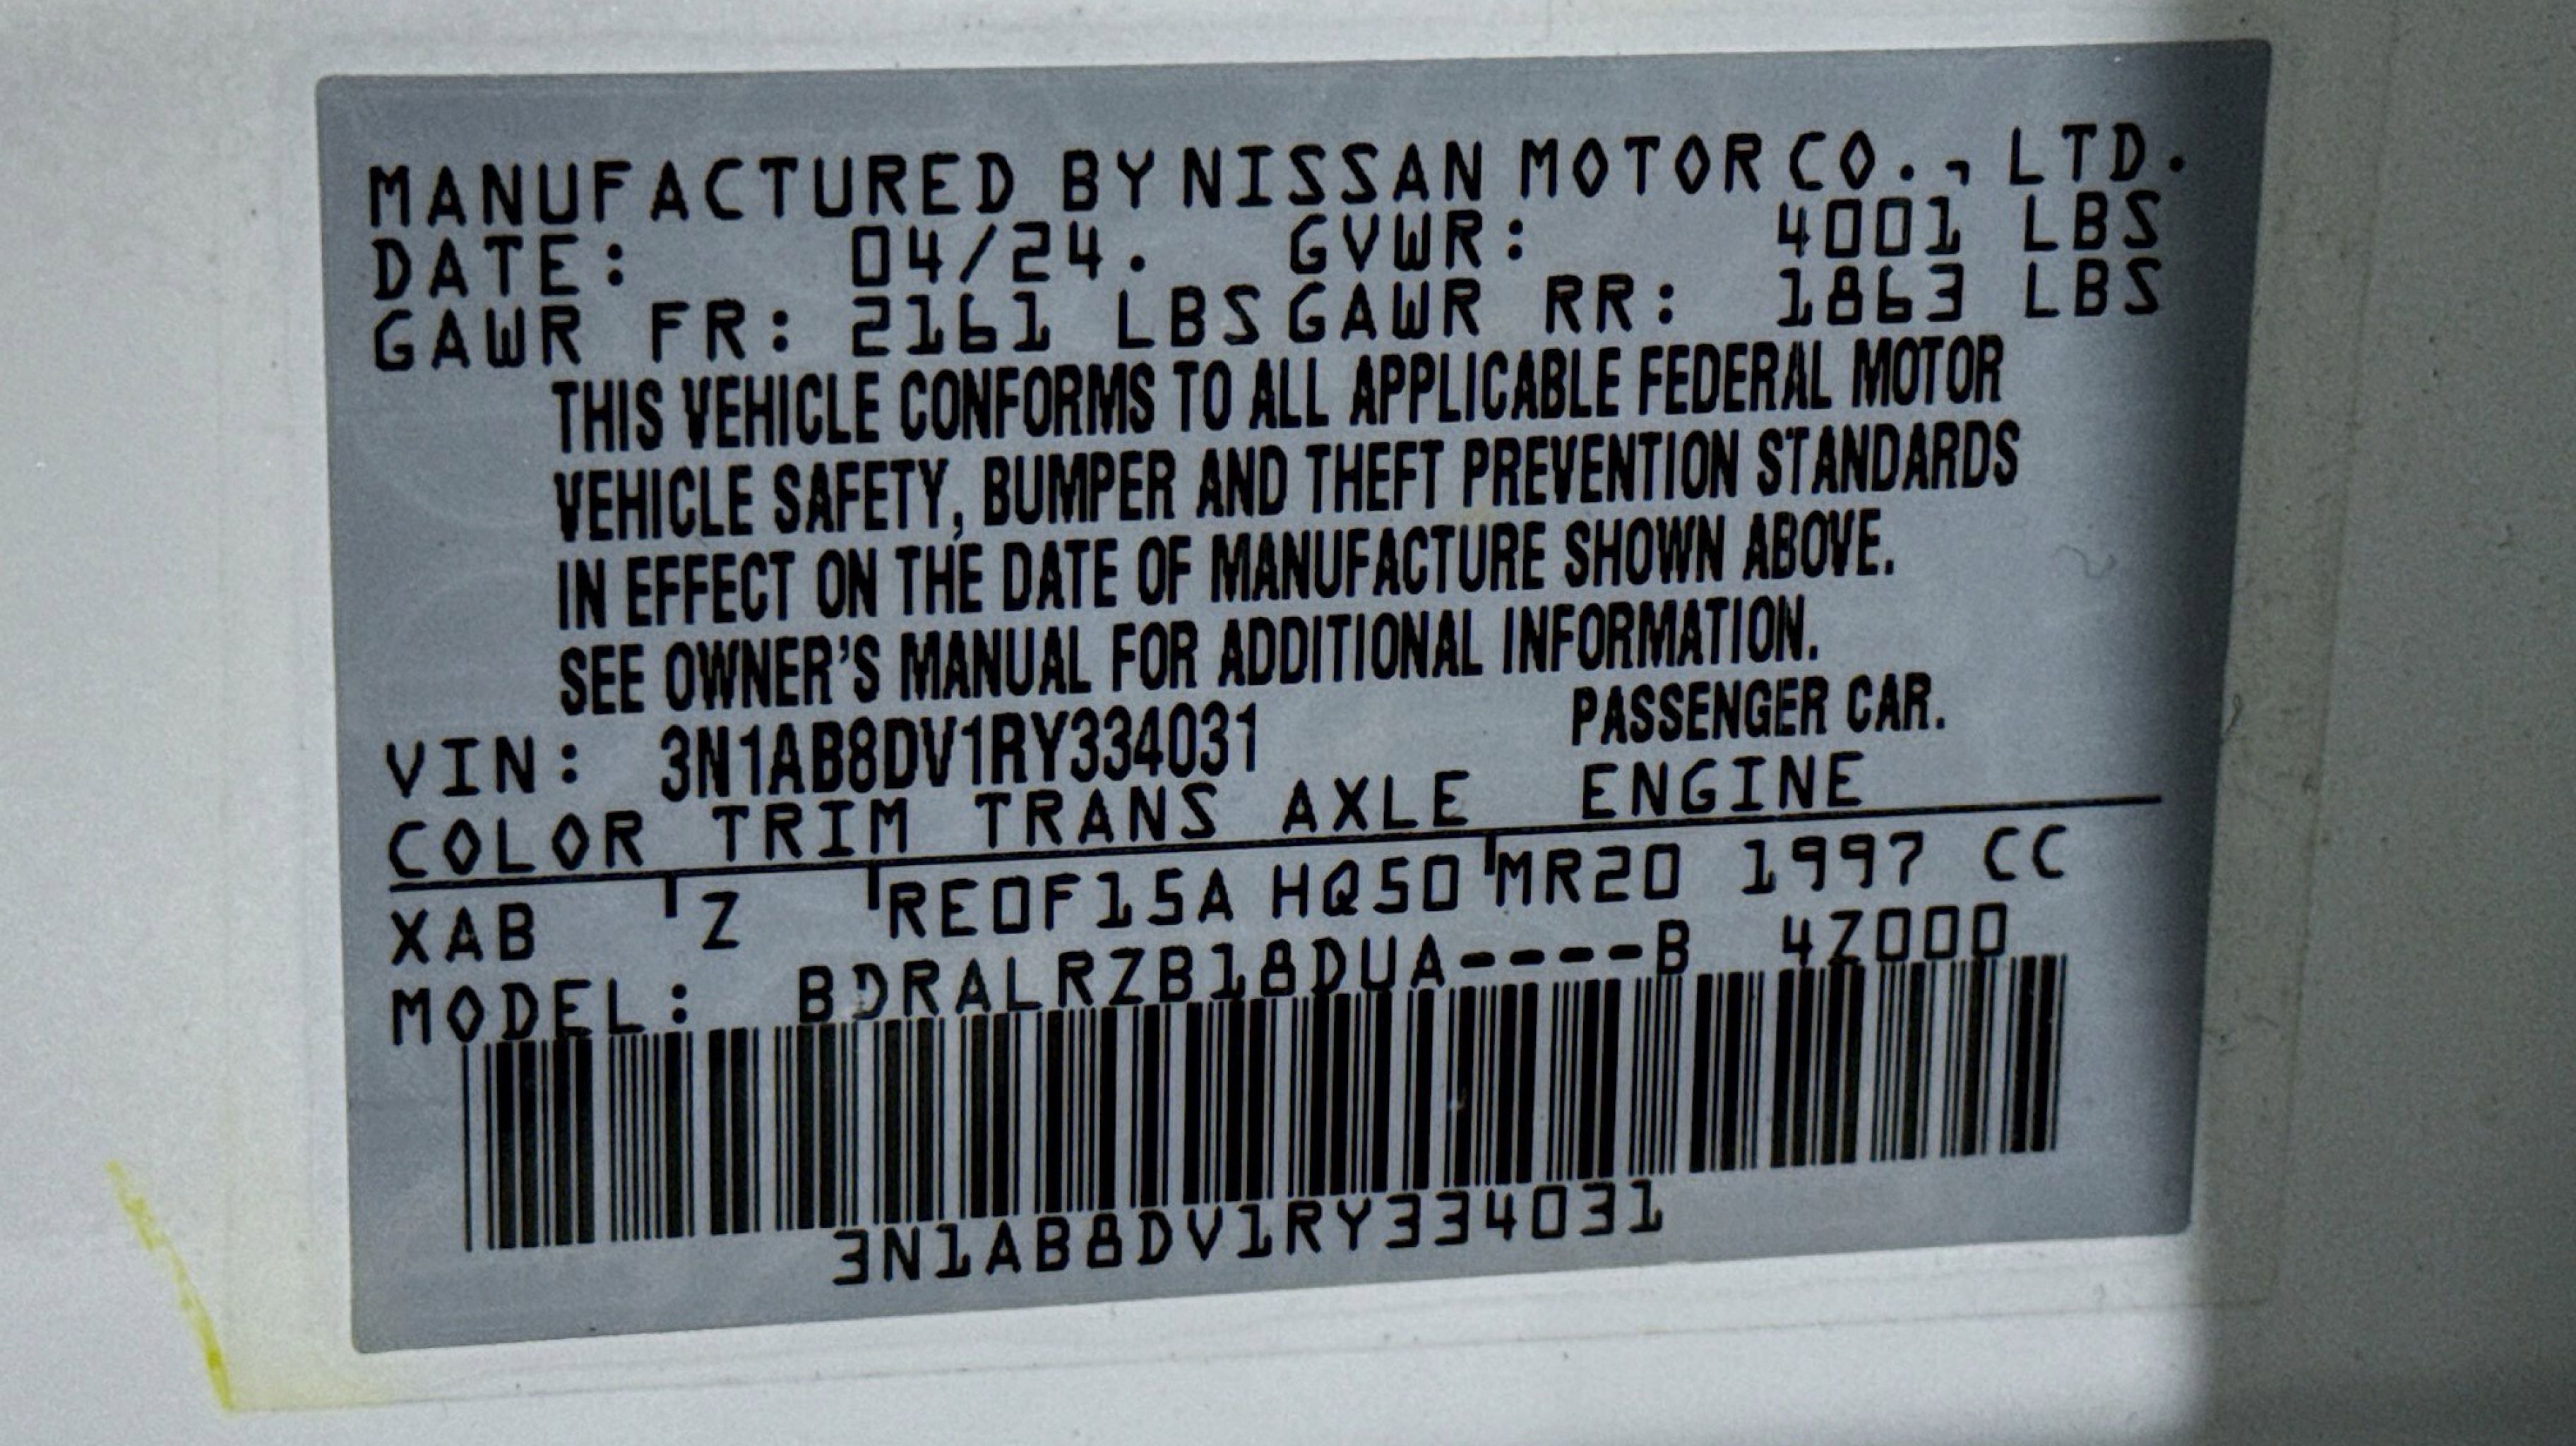 MANUFACTURED BY NISSAN MOTOR CO., LTD.
DATE: 04/24. GVWR: 4001 LBS
GAWR FR: 2161 LBS GAWR RR: 1863 LBS
THIS VEHICLE CONFORMS TO ALL APPLICABLE FEDERAL MOTOR
VEHICLE SAFETY, BUMPER AND THEFT PREVENTION STANDARDS
IN EFFECT ON THE DATE OF MANUFACTURE SHOWN ABOVE.
SEE OWNER'S MANUAL FOR ADDITIONAL INFORMATION.
VIN: 3N1AB8DV1RY334031 PASSENGER CAR.
COLOR TRIM TRANS AXLE ENGINE
XAB Z RE0F15A HQ50 MR20 1997 CC
MODEL: BDRALRZB18DUA----B 4Z000
3N1AB8DV1RY334031